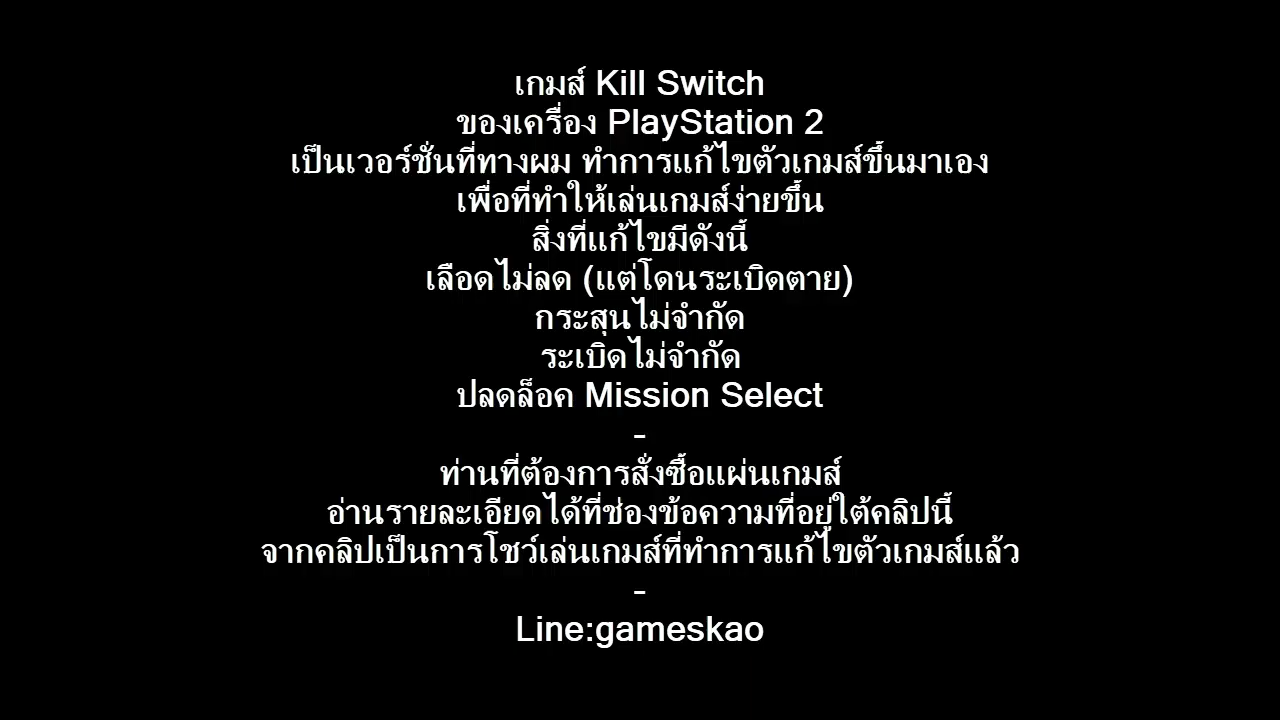 เกมส์ Kill Switch
ของเครื่อง PlayStation 2
เป็นเวอร์ชั่นที่ทางผม ทำการแก้ไขตัวเกมส์ขึ้นมาเอง
เพื่อที่ทำให้เล่นเกมส์ง่ายขึ้น
สิ่งที่แก้ไขมีดังนี้
เลือดไม่ลด (แต่โดนระเบิดตาย)
กระสุนไม่จำกัด
ระเบิดไม่จำกัด
ปลดล็อค Mission Select
-
ท่านที่ต้องการสั่งซื้อแผ่นเกมส์
อ่านรายละเอียดได้ที่ช่องข้อความที่อยู่ใต้คลิปนี้
จากคลิปเป็นการโชว์เล่นเกมส์ที่ทำการแก้ไขตัวเกมส์แล้ว
-
Line:gameskao